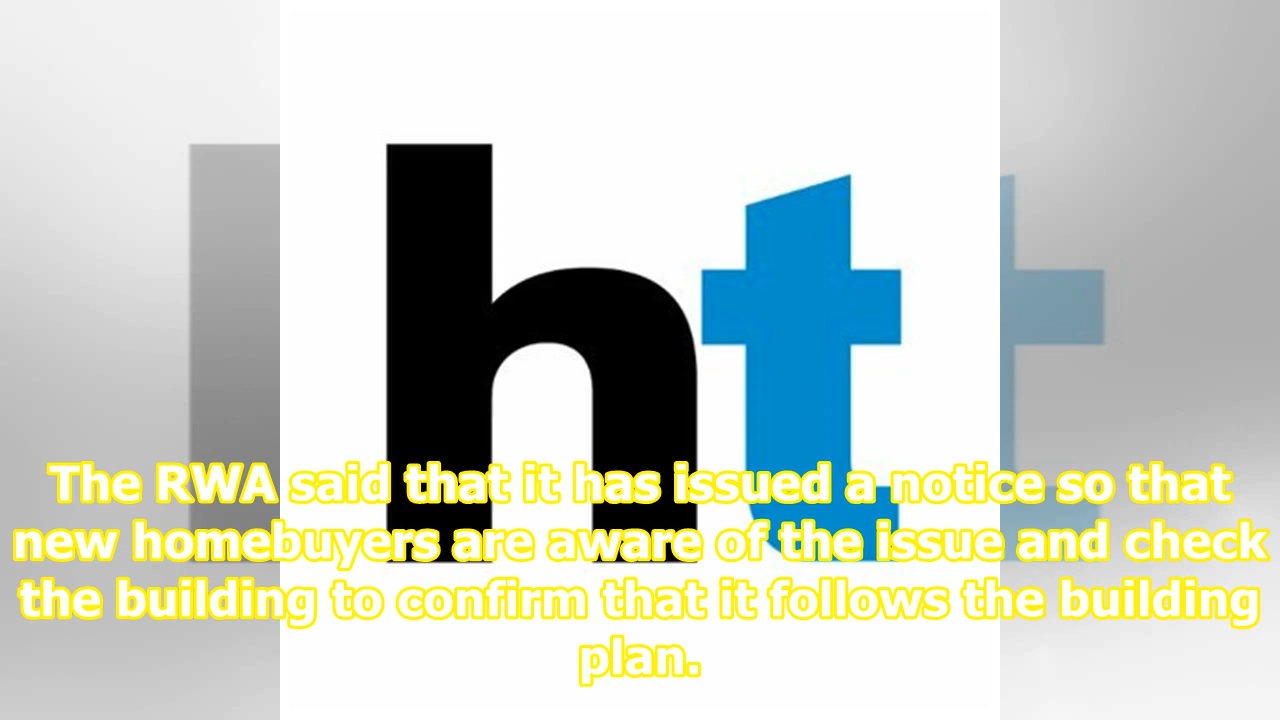 ht
The RWA said that it has issued a notice so that
new homebuyers are aware of the issue and check
the building to confirm that it follows the building
plan.